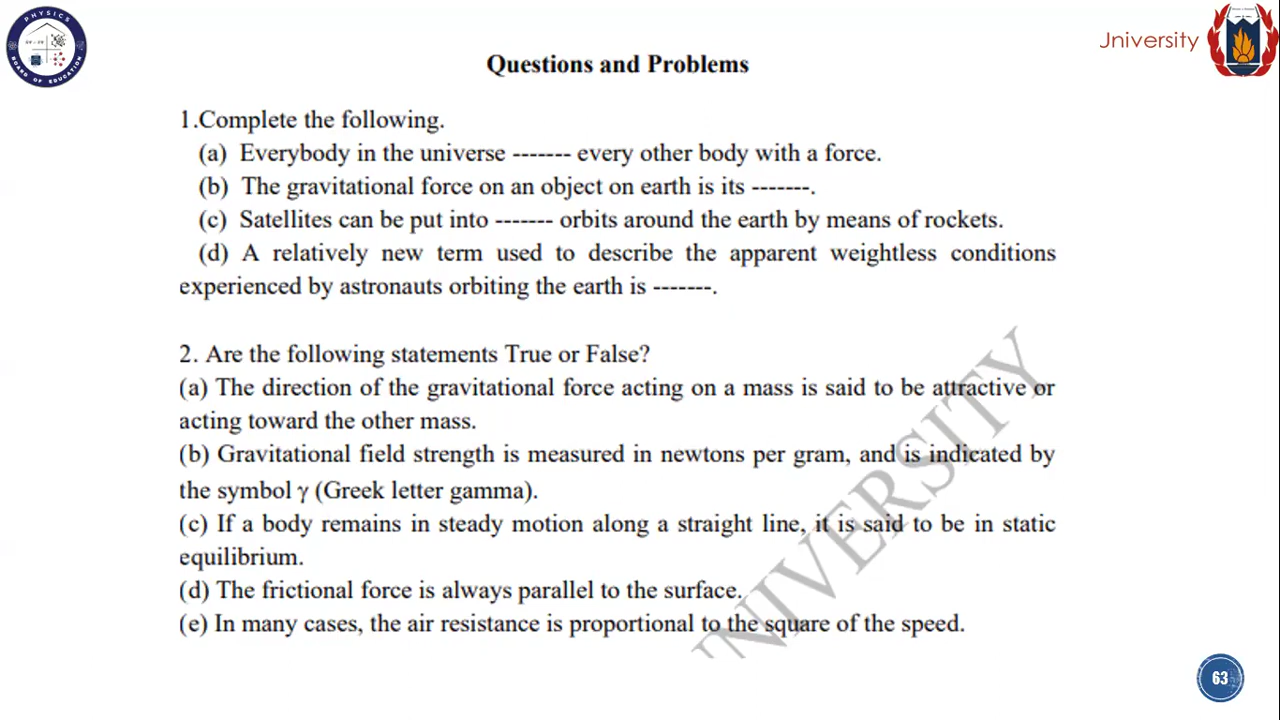 PHYSICS
BOARD OF EDUCATION
Jniversity
Questions and Problems
1.Complete the following.
(a) Everybody in the universe ------- every other body with a force.
(b) The gravitational force on an object on earth is its -------.
(c) Satellites can be put into ------- orbits around the earth by means of rockets.
(d) A relatively new term used to describe the apparent weightless conditions
experienced by astronauts orbiting the earth is -------.
2. Are the following statements True or False?
(a) The direction of the gravitational force acting on a mass is said to be attractive or
acting toward the other mass.
(b) Gravitational field strength is measured in newtons per gram, and is indicated by
the symbol γ (Greek letter gamma).
(c) If a body remains in steady motion along a straight line, it is said to be in static
equilibrium.
(d) The frictional force is always parallel to the surface.
(e) In many cases, the air resistance is proportional to the square of the speed.
UNIVERSITY
63